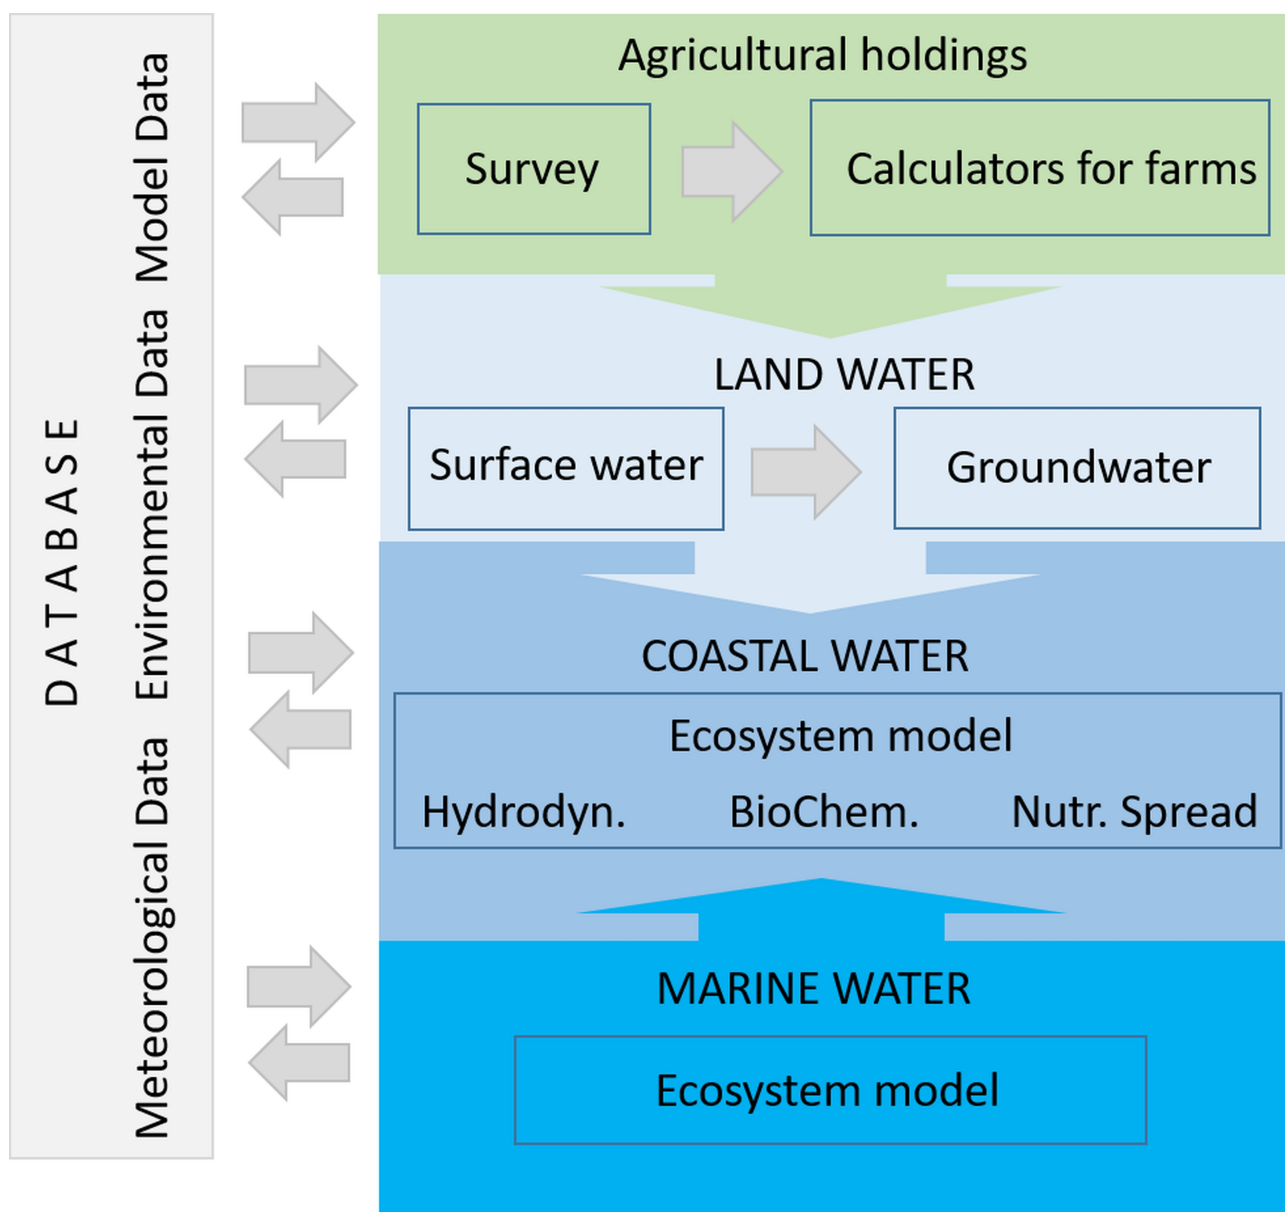 D A T A B A S E
Meteorological Data Environmental Data Model Data
Agricultural holdings
Survey
Calculators for farms
LAND WATER
Surface water
Groundwater
COASTAL WATER
Ecosystem model
Hydrodyn. BioChem. Nutr. Spread
MARINE WATER
Ecosystem model